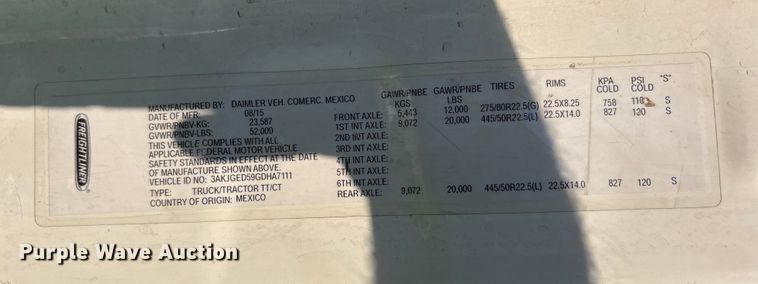 FREIGHTLINER
MANUFACTURED BY: DAIMLER VEH. COMERC. MEXICO
DATE OF MFR: 08/15
GVWR/PNBV-KG: 23,587
GVWR/PNBV-LBS: 52,000
THIS VEHICLE COMPLIES WITH ALL
APPLICABLE FEDERAL MOTOR VEHICLE
SAFETY STANDARDS IN EFFECT AT THE DATE
OF MANUFACTURE SHOWN ABOVE.
VEHICLE ID NO: 3AKJGED59GDHA7111
TYPE: TRUCK/TRACTOR TT/CT
COUNTRY OF ORIGIN: MEXICO
GAWR/PNBE GAWR/PNBE TIRES RIMS KPA PSI "S"
KGS LBS COLD COLD
FRONT AXLE: 5,443 12,000 275/80R22.5(G) 22.5X8.25 758 110 S
1ST INT AXLE: 9,072 20,000 445/50R22.5(L) 22.5X14.0 827 120 S
2ND INT AXLE:
3RD INT AXLE:
4TH INT AXLE:
5TH INT AXLE:
6TH INT AXLE:
REAR AXLE: 9,072 20,000 445/50R22.5(L) 22.5X14.0 827 120 S
Purple Wave Auction